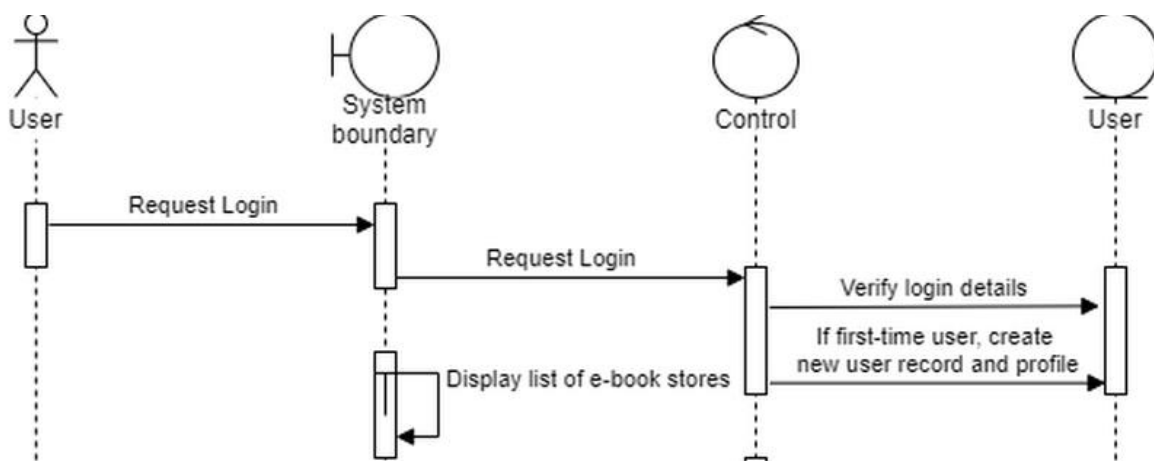 User
System
boundary
Control
User
Request Login
Request Login
Verify login details
If first-time user, create
new user record and profile
Display list of e-book stores